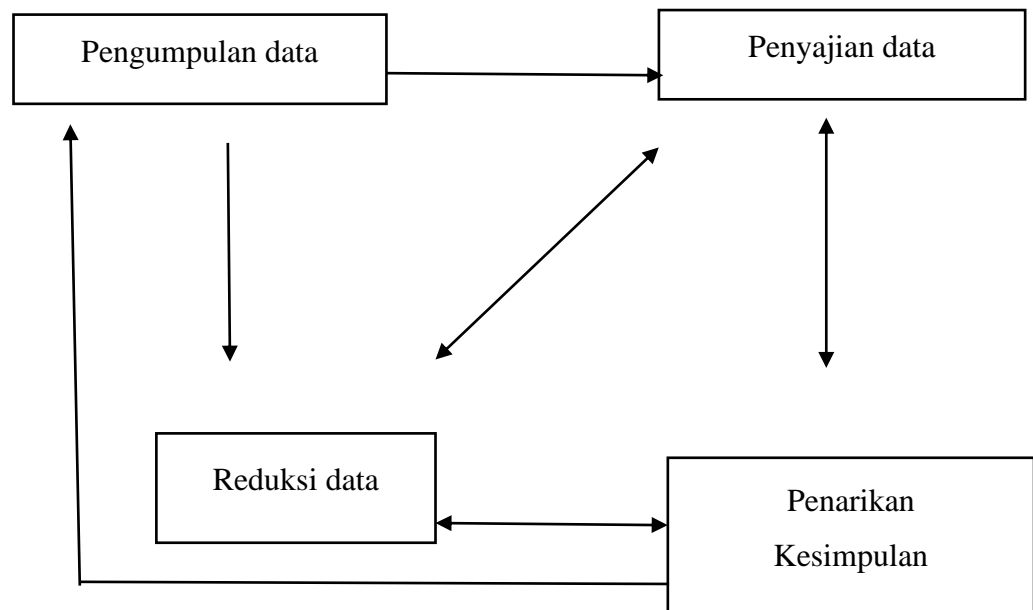 Pengumpulan data
Penyajian data
Reduksi data
Penarikan
Kesimpulan